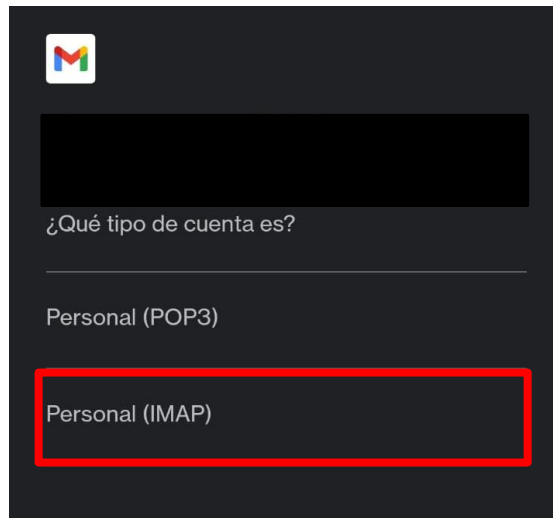 ¿Qué tipo de cuenta es?
Personal (POP3)
Personal (IMAP)